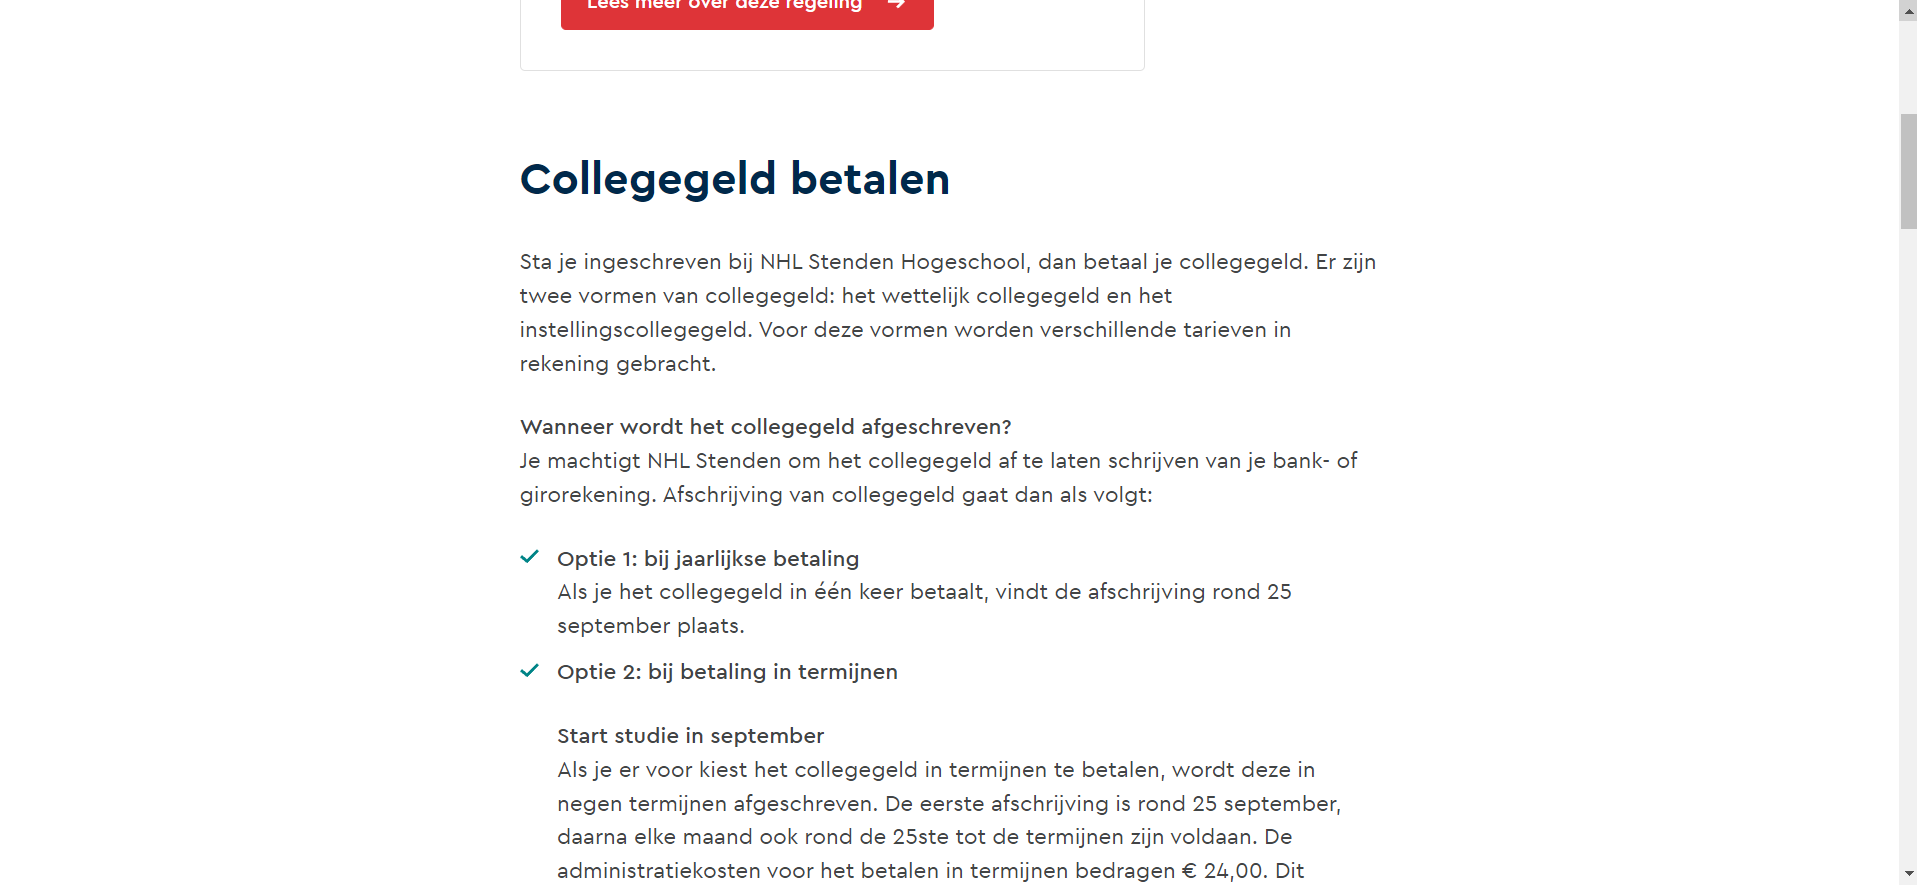 Lees meer over deze regeling
Collegegeld betalen
Sta je ingeschreven bij NHL Stenden Hogeschool, dan betaal je collegegeld. Er zijn
twee vormen van collegegeld: het wettelijk collegegeld en het
instellingscollegegeld. Voor deze vormen worden verschillende tarieven in
rekening gebracht.
Wanneer wordt het collegegeld afgeschreven?
Je machtigt NHL Stenden om het collegegeld af te laten schrijven van je bank- of
girorekening. Afschrijving van collegegeld gaat dan als volgt:
Optie 1: bij jaarlijkse betaling
Als je het collegegeld in één keer betaalt, vindt de afschrijving rond 25
september plaats.
Optie 2: bij betaling in termijnen
Start studie in september
Als je er voor kiest het collegegeld in termijnen te betalen, wordt deze in
negen termijnen afgeschreven. De eerste afschrijving is rond 25 september,
daarna elke maand ook rond de 25ste tot de termijnen zijn voldaan. De
administratiekosten voor het betalen in termijnen bedragen € 24,00. Dit